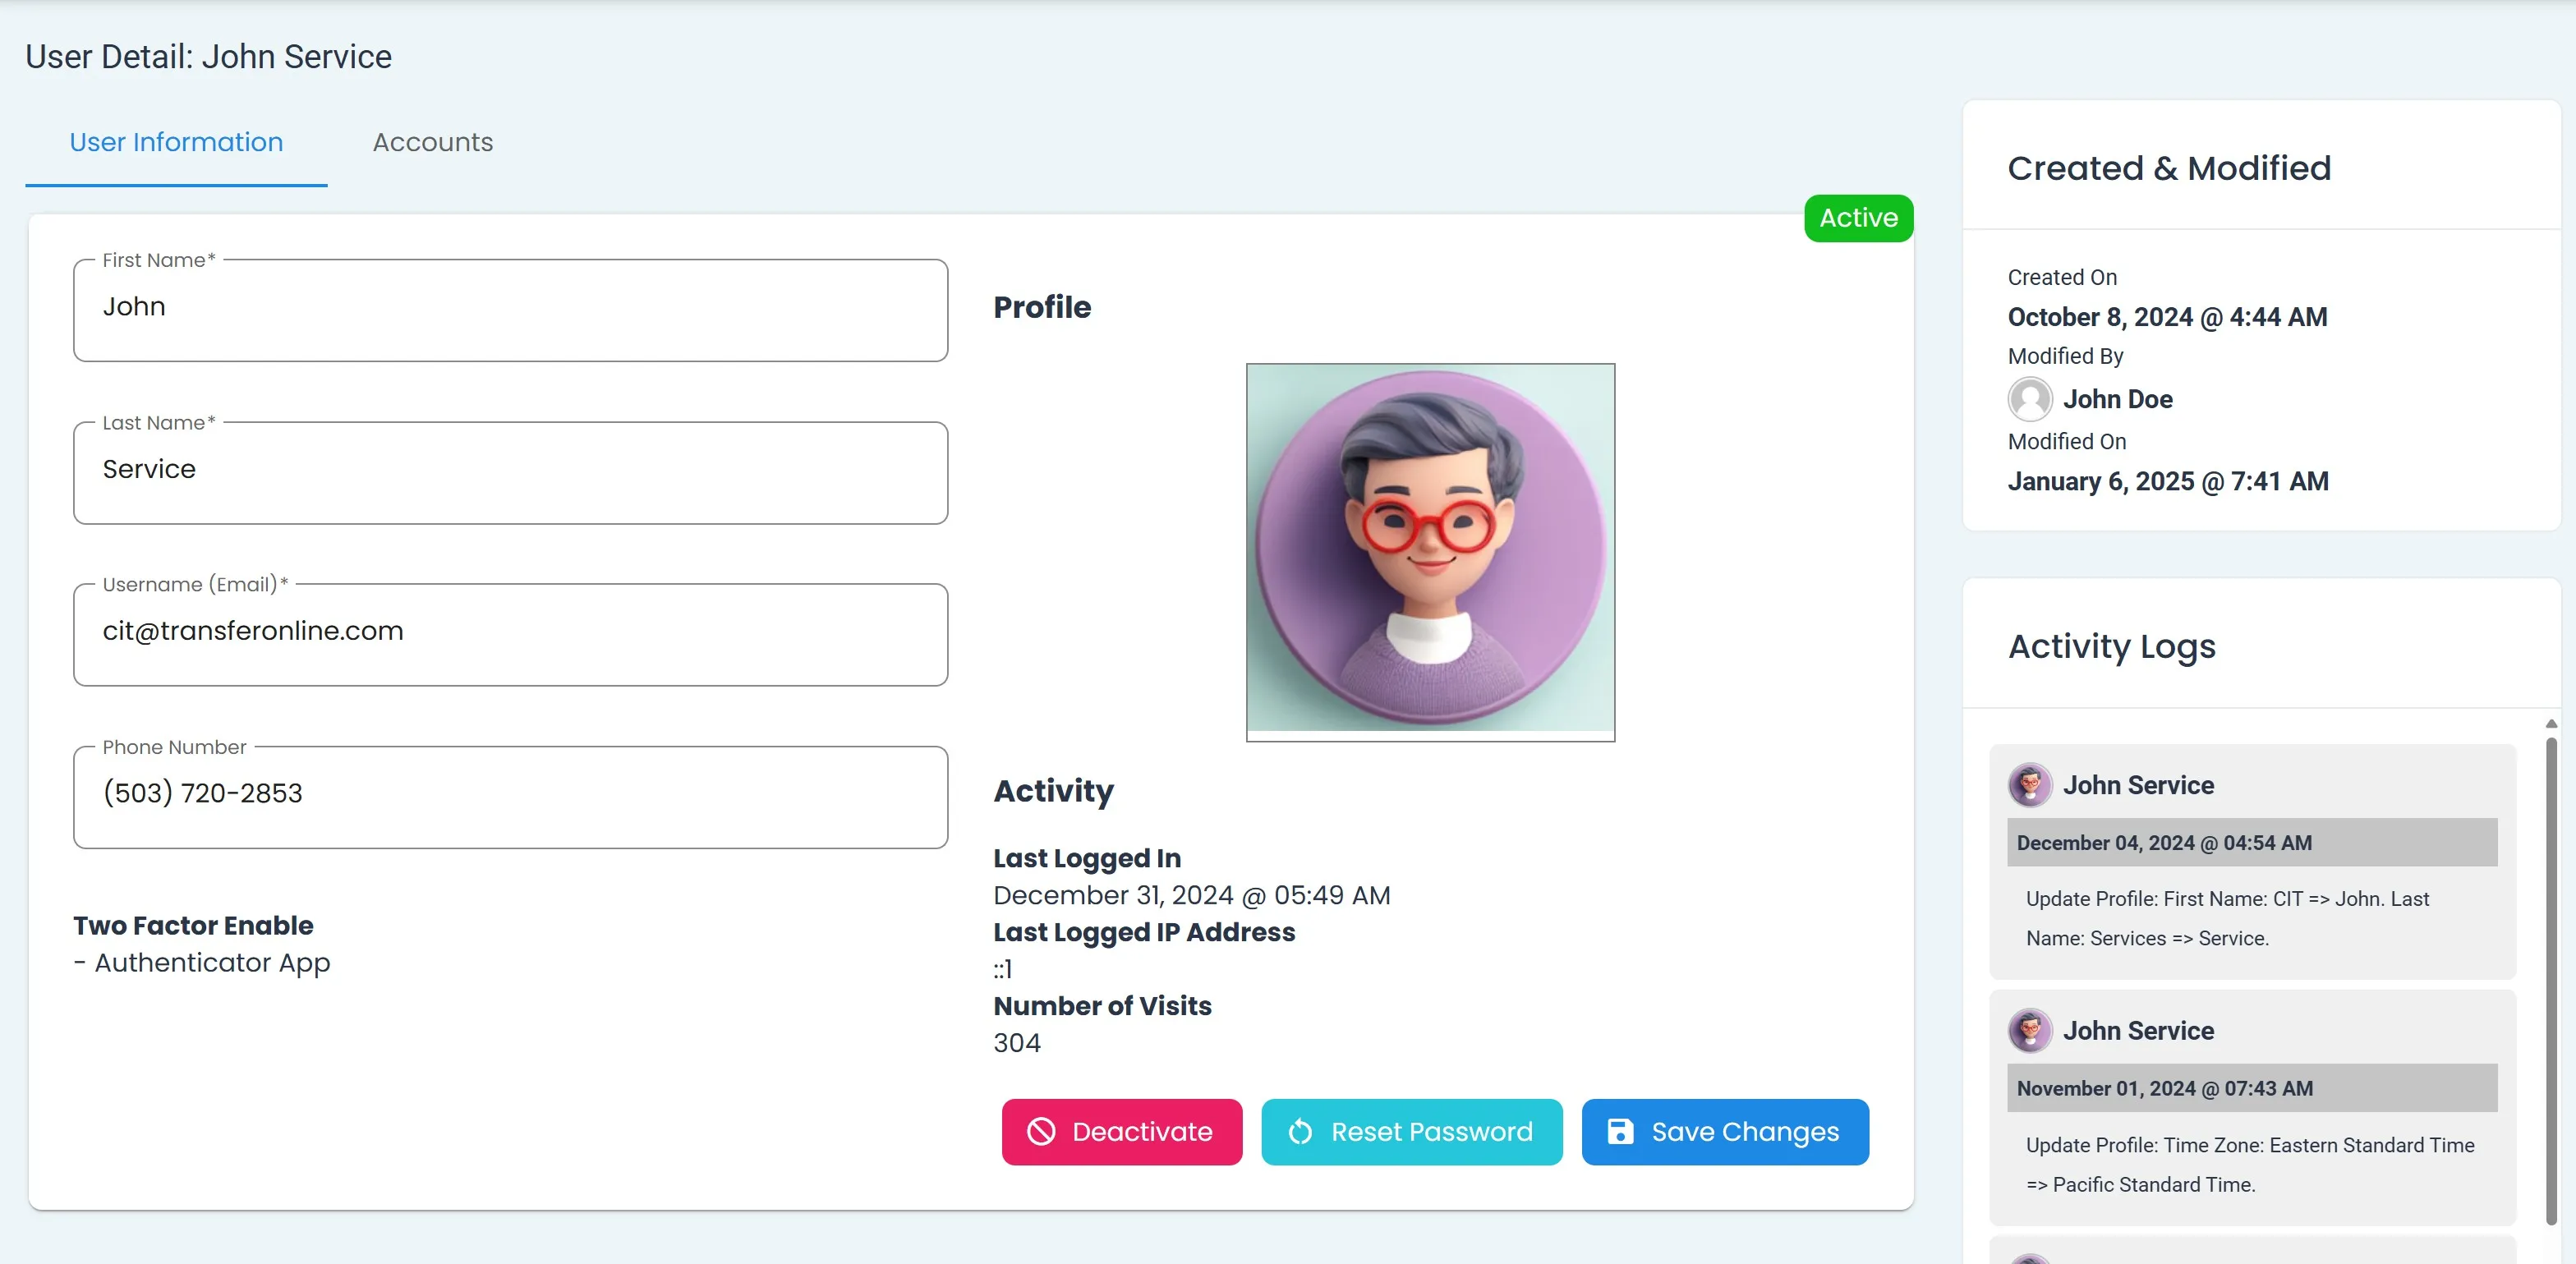 User Detail: John Service
User Information
Accounts
Active
First Name*
John
Last Name*
Service
Username (Email)*
cit@transferonline.com
Phone Number
(503) 720-2853
Two Factor Enable
- Authenticator App
Profile
Activity
Last Logged In
December 31, 2024 @ 05:49 AM
Last Logged IP Address
::1
Number of Visits
304
Deactivate
Reset Password
Save Changes
Created & Modified
Created On
October 8, 2024 @ 4:44 AM
Modified By
John Doe
Modified On
January 6, 2025 @ 7:41 AM
Activity Logs
John Service
December 04, 2024 @ 04:54 AM
Update Profile: First Name: CIT => John. Last
Name: Services => Service.
John Service
November 01, 2024 @ 07:43 AM
Update Profile: Time Zone: Eastern Standard Time
=> Pacific Standard Time.